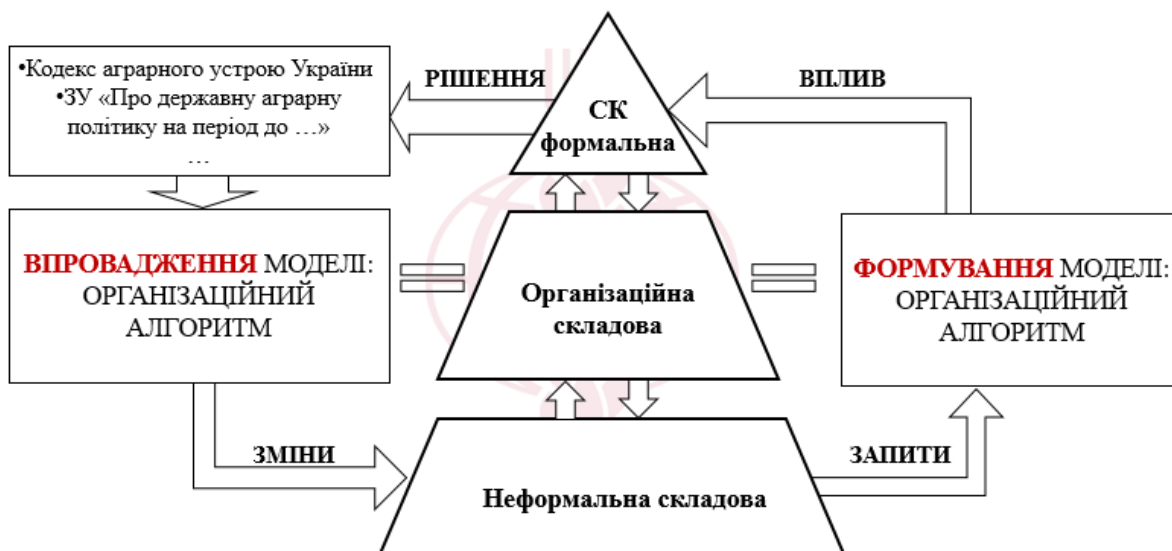 •Кодекс аграрного устрою України
•ЗУ «Про державну аграрну
політику на період до …»
…
РІШЕННЯ
СК
формальна
ВПЛИВ
ВПРОВАДЖЕННЯ МОДЕЛІ:
ОРГАНІЗАЦІЙНИЙ
АЛГОРИТМ
Організаційна
складова
ФОРМУВАННЯ МОДЕЛІ:
ОРГАНІЗАЦІЙНИЙ
АЛГОРИТМ
ЗМІНИ
Неформальна складова
ЗАПИТИ